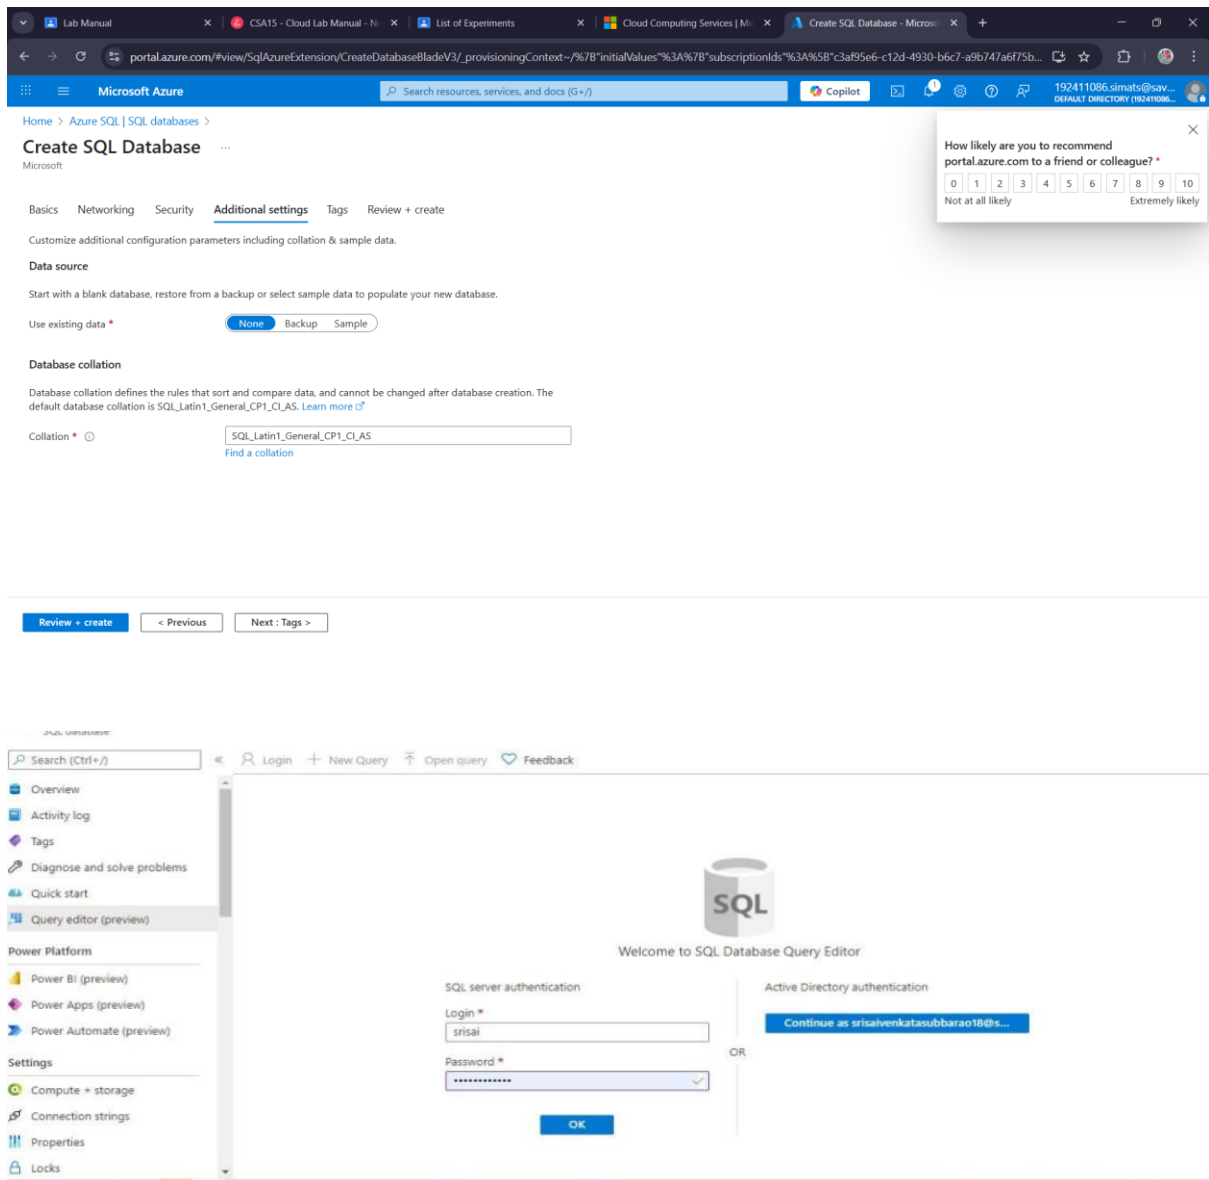 Lab Manual
CSA15 - Cloud Lab Manual - N
List of Experiments
Cloud Computing Services | Mi
Create SQL Database - Microso
portal.azure.com/#view/SqlAzureExtension/CreateDatabaseBladeV3/_provisioningContext~/%7B"initialValues"%3A%7B"subscriptionIds"%3A%5B"c3af95e6-c12d-4930-b6c7-a9b747a6f75b...
Microsoft Azure
Search resources, services, and docs (G+/)
Copilot
1
192411086.simats@sav...
DEFAULT DIRECTORY (192411086...
Home > Azure SQL | SQL databases >
Create SQL Database ...
Microsoft
How likely are you to recommend
portal.azure.com to a friend or colleague? *
0 1 2 3 4 5 6 7 8 9 10
Not at all likely Extremely likely
Basics Networking Security Additional settings Tags Review + create
Customize additional configuration parameters including collation & sample data.
Data source
Start with a blank database, restore from a backup or select sample data to populate your new database.
Use existing data * None Backup Sample
Database collation
Database collation defines the rules that sort and compare data, and cannot be changed after database creation. The
default database collation is SQL_Latin1_General_CP1_CI_AS. Learn more
Collation * SQL_Latin1_General_CP1_CI_AS
Find a collation
Review + create < Previous Next : Tags >
SQL database
Search (Ctrl+/) « Login + New Query Open query Feedback
Overview
Activity log
Tags
Diagnose and solve problems
Quick start
Query editor (preview)
Power Platform
Power BI (preview)
Power Apps (preview)
Power Automate (preview)
Settings
Compute + storage
Connection strings
Properties
Locks
SQL
Welcome to SQL Database Query Editor
SQL server authentication
Login *
srisai
Password *
••••••••••••
OK
OR
Active Directory authentication
Continue as srisaivenkatasubbarao18@s...